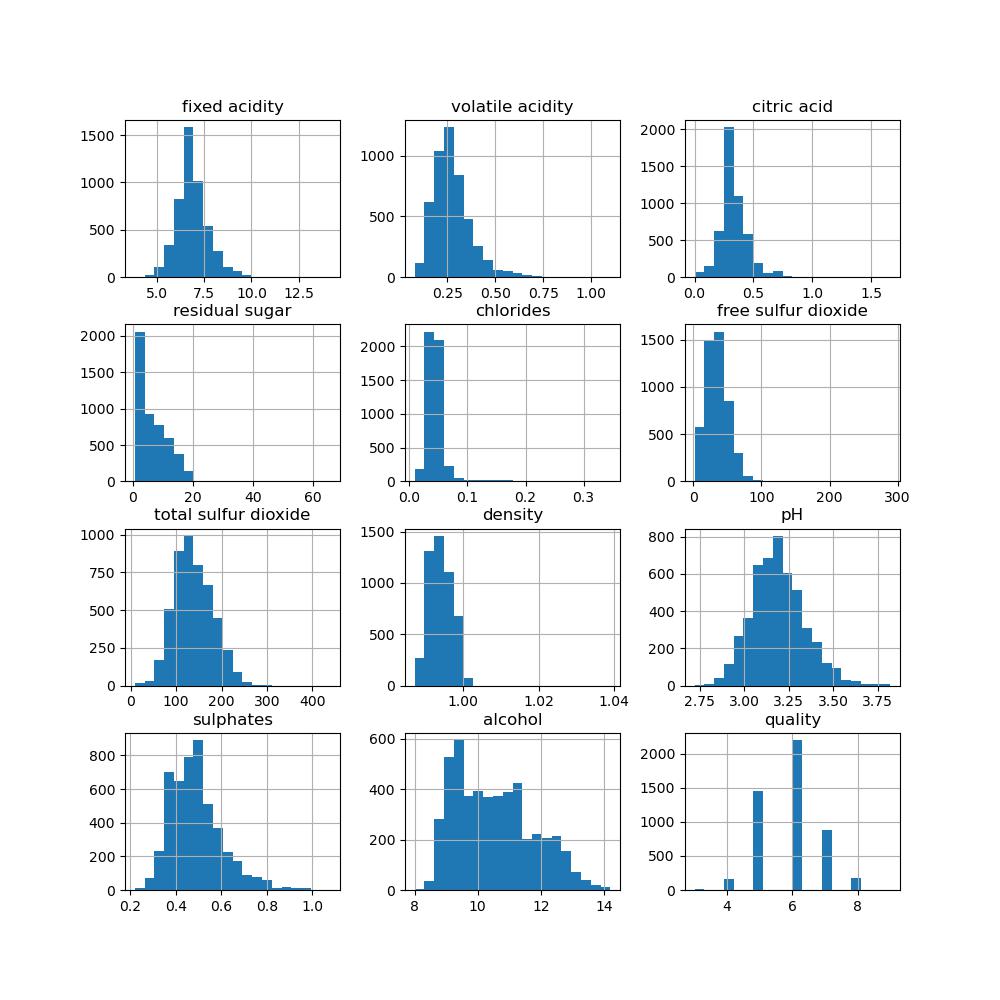 fixed acidity
1500
1000
500
0
5.0 7.5 10.0 12.5
volatile acidity
1000
500
0
0.25 0.50 0.75 1.00
citric acid
2000
1500
1000
500
0
0.0 0.5 1.0 1.5
residual sugar
2000
1500
1000
500
0
0 20 40 60
chlorides
2000
1500
1000
500
0
0.0 0.1 0.2 0.3
free sulfur dioxide
1500
1000
500
0
0 100 200 300
total sulfur dioxide
1000
750
500
250
0
0 100 200 300 400
density
1500
1000
500
0
1.00 1.02 1.04
pH
800
600
400
200
0
2.75 3.00 3.25 3.50 3.75
sulphates
800
600
400
200
0
0.2 0.4 0.6 0.8 1.0
alcohol
600
400
200
0
8 10 12 14
quality
2000
1500
1000
500
0
4 6 8